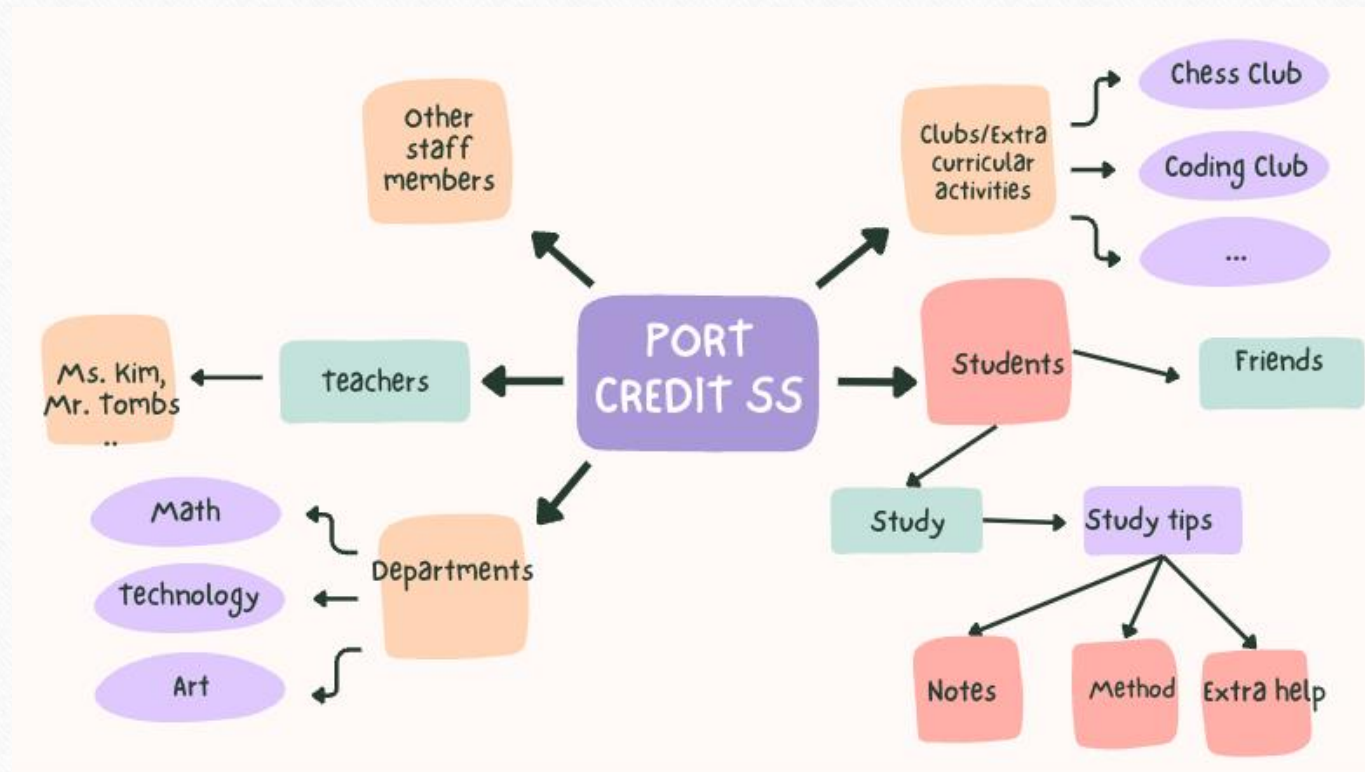 Other
staff
members
Clubs/Extra
curricular
activities
Chess Club
Coding Club
...
PORT
CREDIT SS
Students
Friends
Teachers
Ms. Kim,
Mr. Tombs
..
Study
Study tips
Notes
Method
Extra help
Departments
Math
Technology
Art